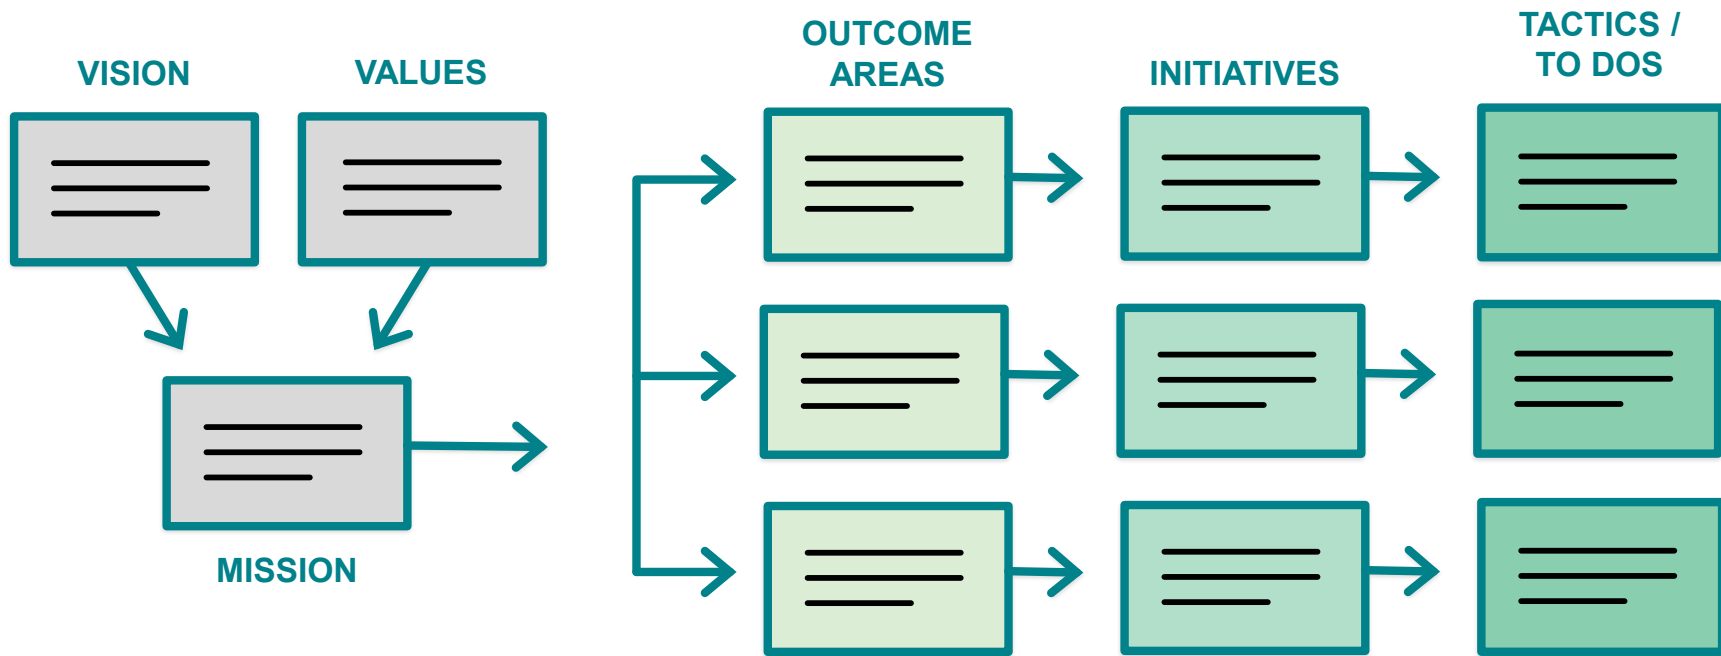 VISION
VALUES
MISSION
OUTCOME
AREAS
INITIATIVES
TACTICS /
TO DOS